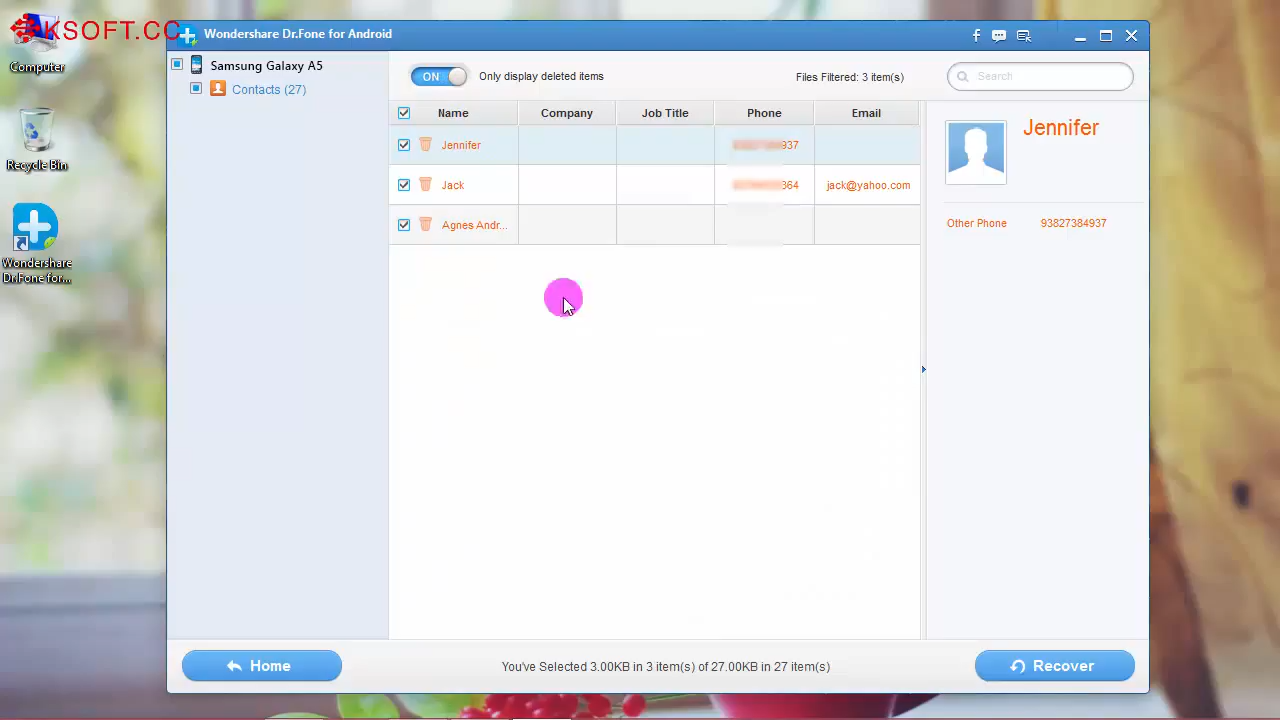 KSOFT.CC
Computer
Recycle Bin
Wondershare
Dr.Fone for...
Wondershare Dr.Fone for Android
f
Samsung Galaxy A5
Contacts (27)
ON
Only display deleted items
Files Filtered: 3 item(s)
Search
Name Company Job Title Phone Email
Jennifer 937
Jack 364 jack@yahoo.com
Agnes Andr...
Jennifer
Other Phone 93827384937
Home
You've Selected 3.00KB in 3 item(s) of 27.00KB in 27 item(s)
Recover